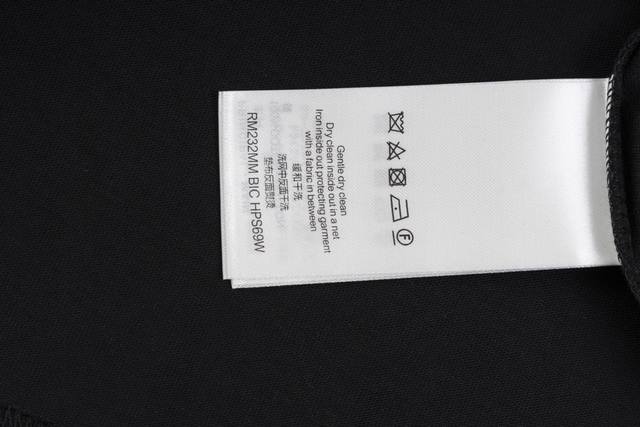 Gentle dry clean
Dry clean inside out in a net
Iron inside out protecting garment
with a fabric in between
缓和干洗
洗网中反面干洗
垫布反面熨烫
RM232MM BIC HPS69W